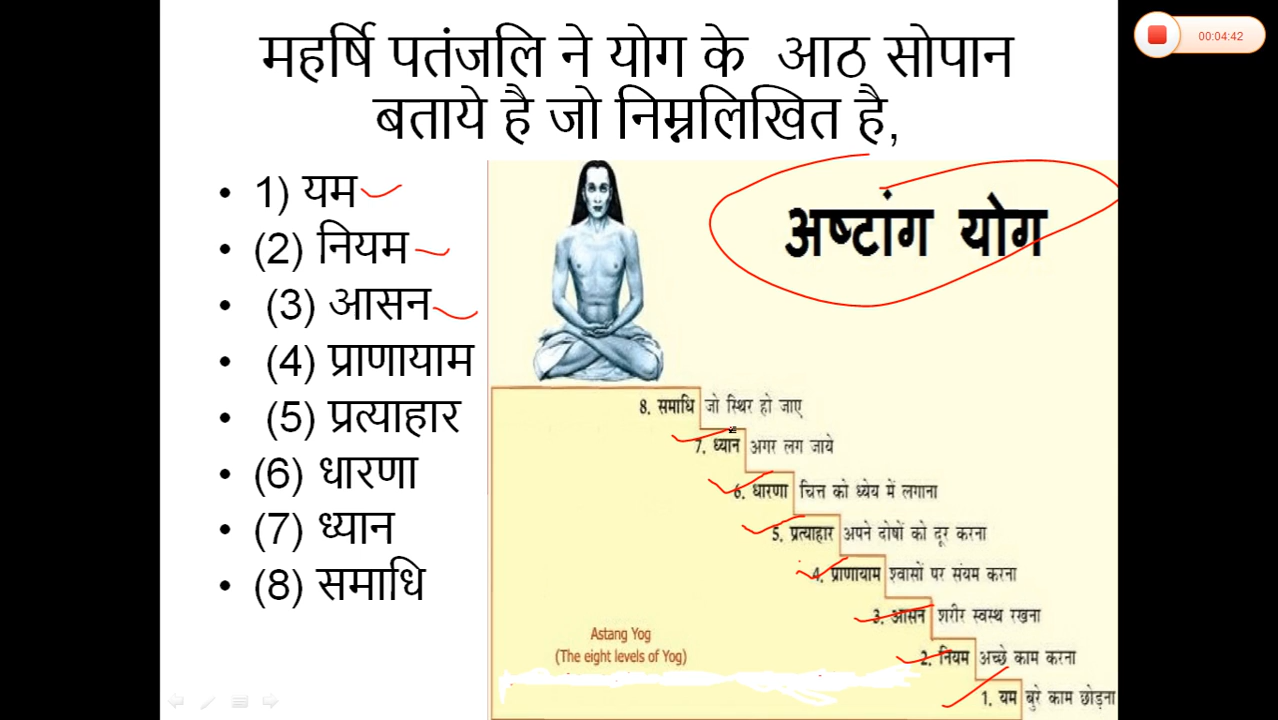 महर्षि पतंजलि ने योग के आठ सोपान
बताये है जो निम्नलिखित है,
• 1) यम
• (2) नियम
• (3) आसन
• (4) प्राणायाम
• (5) प्रत्याहार
• (6) धारणा
• (7) ध्यान
• (8) समाधि
अष्टांग योग
8. समाधि जो स्थिर हो जाए
7. ध्यान अगर लग जाये
6. धारणा चित्त को ध्येय में लगाना
5. प्रत्याहार अपने दोषों को दूर करना
4. प्राणायाम श्वासों पर संयम करना
3. आसन शरीर स्वस्थ रखना
2. नियम अच्छे काम करना
1. यम बुरे काम छोड़ना
Astang Yog
(The eight levels of Yog)
00:04:42